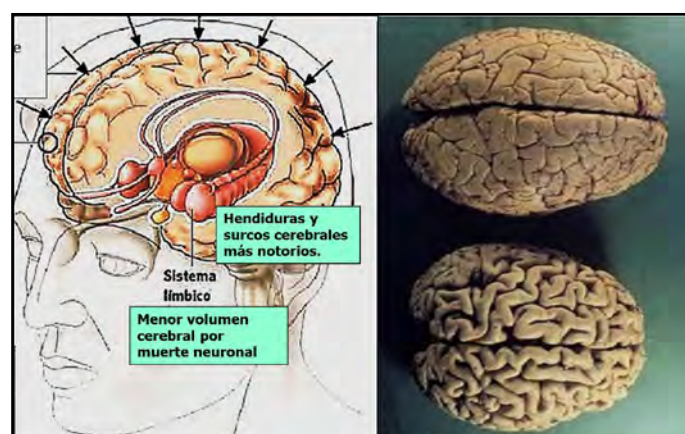 e
Hendiduras y
surcos cerebrales
más notorios.
Sistema
límbico
Menor volumen
cerebral por
muerte neuronal